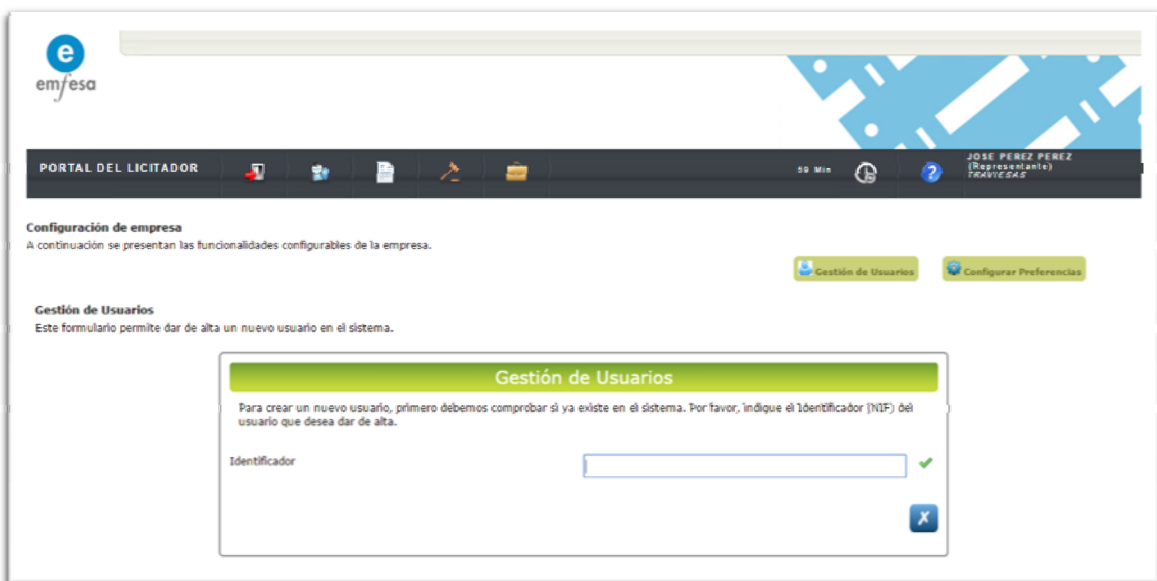 e
emfesa
PORTAL DEL LICITADOR
59 Min
?
JOSE PEREZ PEREZ
(Representante)
TRAVIESAS
Configuración de empresa
A continuación se presentan las funcionalidades configurables de la empresa.
Gestión de Usuarios
Configurar Preferencias
Gestión de Usuarios
Este formulario permite dar de alta un nuevo usuario en el sistema.
Gestión de Usuarios
Para crear un nuevo usuario, primero debemos comprobar si ya existe en el sistema. Por favor, indique el Identificador (NIF) del
usuario que desea dar de alta.
Identificador
X